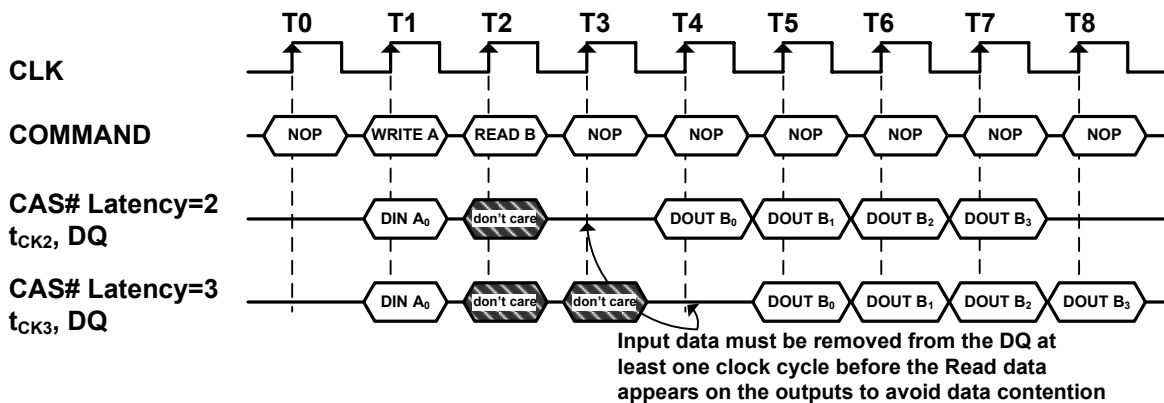 T0 T1 T2 T3 T4 T5 T6 T7 T8
CLK
COMMAND NOP WRITE A READ B NOP NOP NOP NOP NOP NOP
CAS# Latency=2
tCK2, DQ DIN A0 don't care DOUT B0 DOUT B1 DOUT B2 DOUT B3
CAS# Latency=3
tCK3, DQ DIN A0 don't care don't care DOUT B0 DOUT B1 DOUT B2 DOUT B3
Input data must be removed from the DQ at
least one clock cycle before the Read data
appears on the outputs to avoid data contention